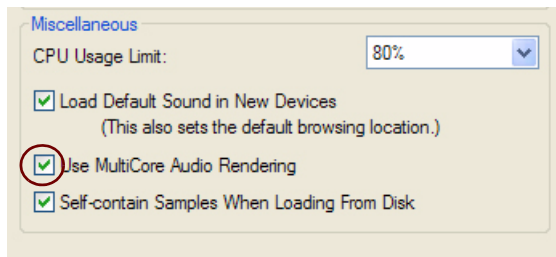 Miscellaneous
CPU Usage Limit: 80%
Load Default Sound in New Devices
(This also sets the default browsing location.)
Use MultiCore Audio Rendering
Self-contain Samples When Loading From Disk